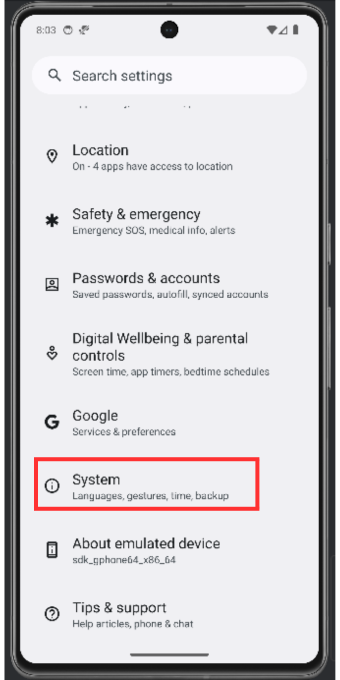 8:03
Search settings
Location
On - 4 apps have access to location
Safety & emergency
Emergency SOS, medical info, alerts
Passwords & accounts
Saved passwords, autofill, synced accounts
Digital Wellbeing & parental
controls
Screen time, app timers, bedtime schedules
Google
Services & preferences
System
Languages, gestures, time, backup
About emulated device
sdk_gphone64_x86_64
Tips & support
Help articles, phone & chat